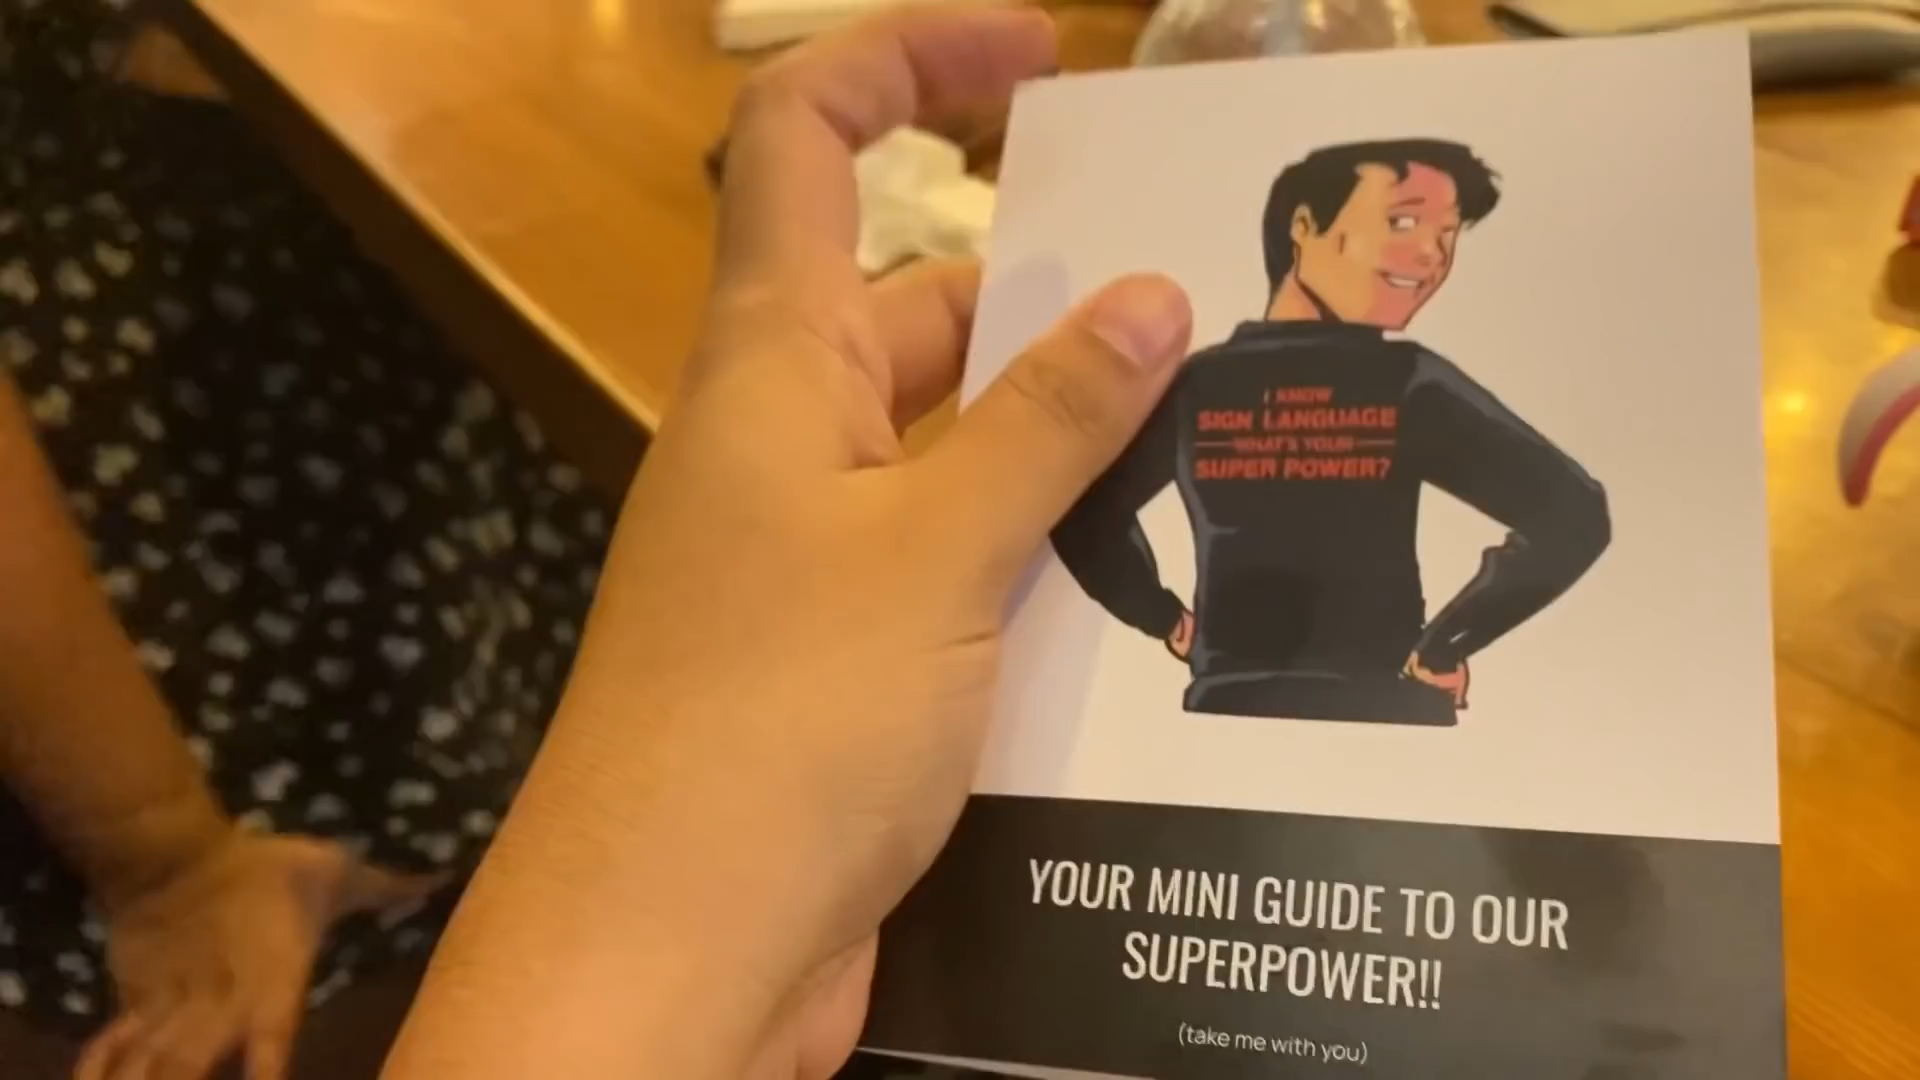 I KNOW
SIGN LANGUAGE
WHAT'S YOUR
SUPER POWER?
YOUR MINI GUIDE TO OUR
SUPERPOWER!!
(take me with you)